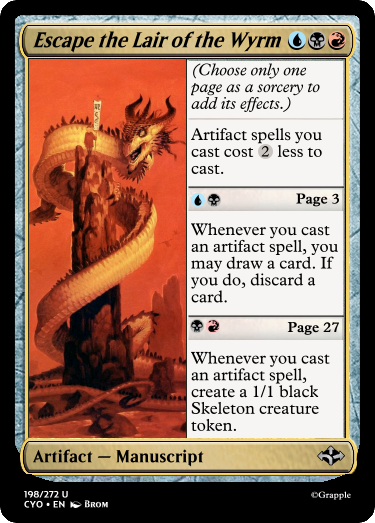 Escape the Lair of the Wyrm
(Choose only one
page as a sorcery to
add its effects.)
Artifact spells you
cast cost 2 less to
cast.
Page 3
Whenever you cast
an artifact spell, you
may draw a card. If
you do, discard a
card.
Page 27
Whenever you cast
an artifact spell,
create a 1/1 black
Skeleton creature
token.
Artifact — Manuscript
198/272 U
CYO • EN Brom
©Grapple